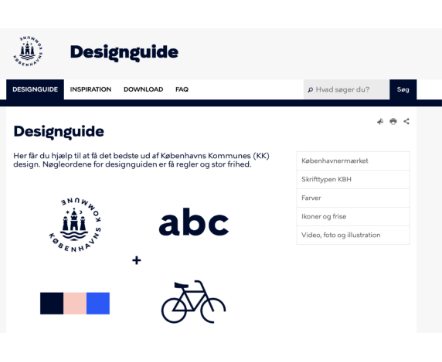 KØBENHAVNS KOMMUNE
Designguide
DESIGNGUIDE INSPIRATION DOWNLOAD FAQ Hvad søger du? Søg
Designguide
Her får du hjælp til at få det bedste ud af Københavns Kommunes (KK)
design. Nøgleordene for designguiden er få regler og stor frihed.
Københavnermærket
Skrifttypen KBH
Farver
Ikoner og frise
Video, foto og illustration
KØBENHAVNS KOMMUNE
abc
+